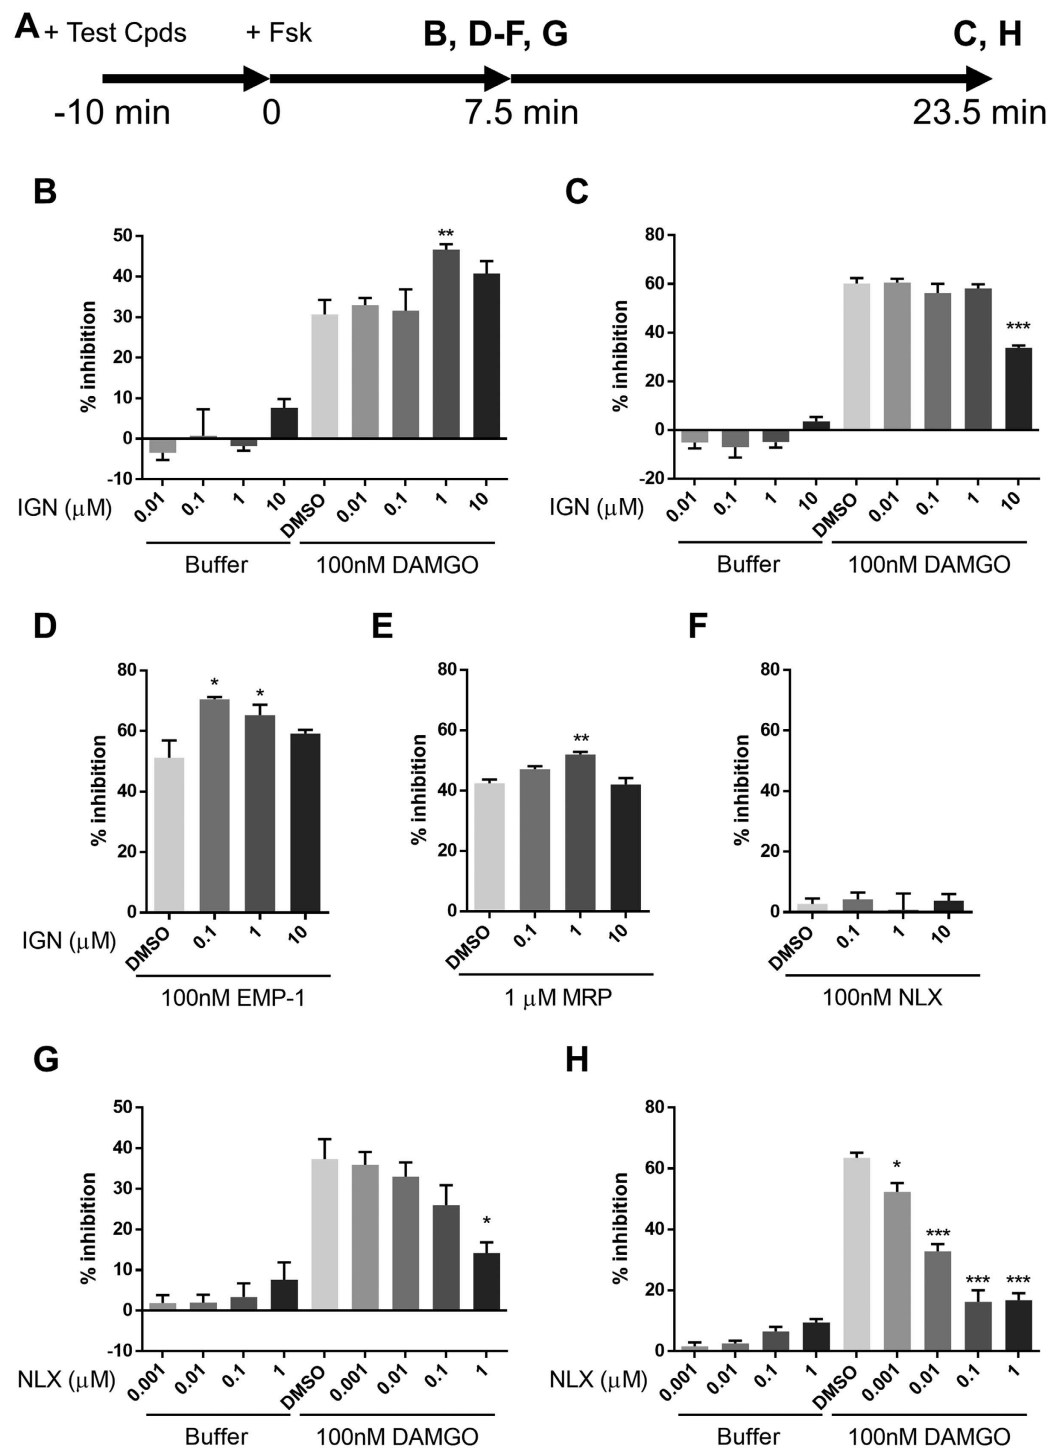 A + Test Cpds + Fsk B, D-F, G C, H
-10 min 0 7.5 min 23.5 min
B
% inhibition
50
40
30
20
10
0
-10
**
IGN (μM) 0.01 0.1 1 10 DMSO 0.01 0.1 1 10
Buffer 100nM DAMGO
C
% inhibition
80
60
40
20
0
-20
***
IGN (μM) 0.01 0.1 1 10 DMSO 0.01 0.1 1 10
Buffer 100nM DAMGO
D
% inhibition
80
60
40
20
0
* *
IGN (μM) DMSO 0.1 1 10
100nM EMP-1
E
% inhibition
80
60
40
20
0
**
DMSO 0.1 1 10
1 μM MRP
F
% inhibition
80
60
40
20
0
DMSO 0.1 1 10
100nM NLX
G
% inhibition
50
40
30
20
10
0
-10
*
NLX (μM) 0.001 0.01 0.1 1 DMSO 0.001 0.01 0.1 1
Buffer 100nM DAMGO
H
% inhibition
80
60
40
20
0
* *** *** ***
NLX (μM) 0.001 0.01 0.1 1 DMSO 0.001 0.01 0.1 1
Buffer 100nM DAMGO